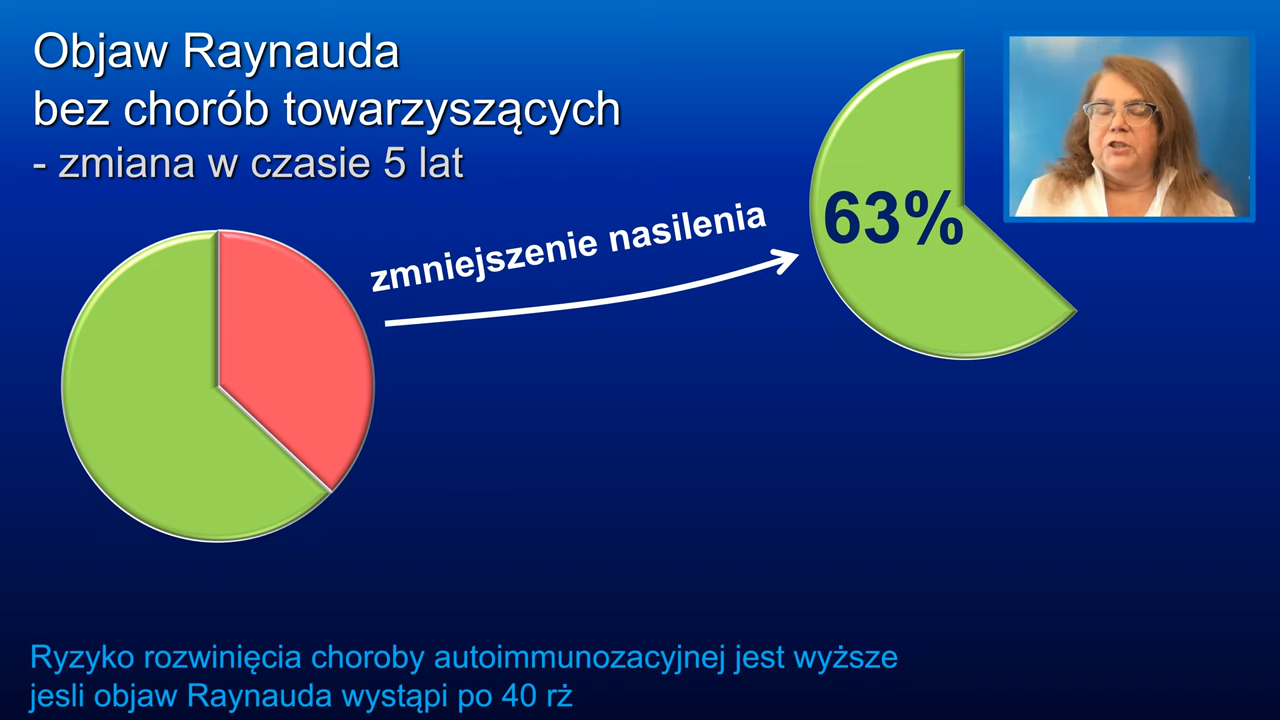 Objaw Raynauda
bez chorób towarzyszących
- zmiana w czasie 5 lat
zmniejszenie nasilenia
63%
Ryzyko rozwinięcia choroby autoimmunozacyjnej jest wyższe
jesli objaw Raynauda wystąpi po 40 rż